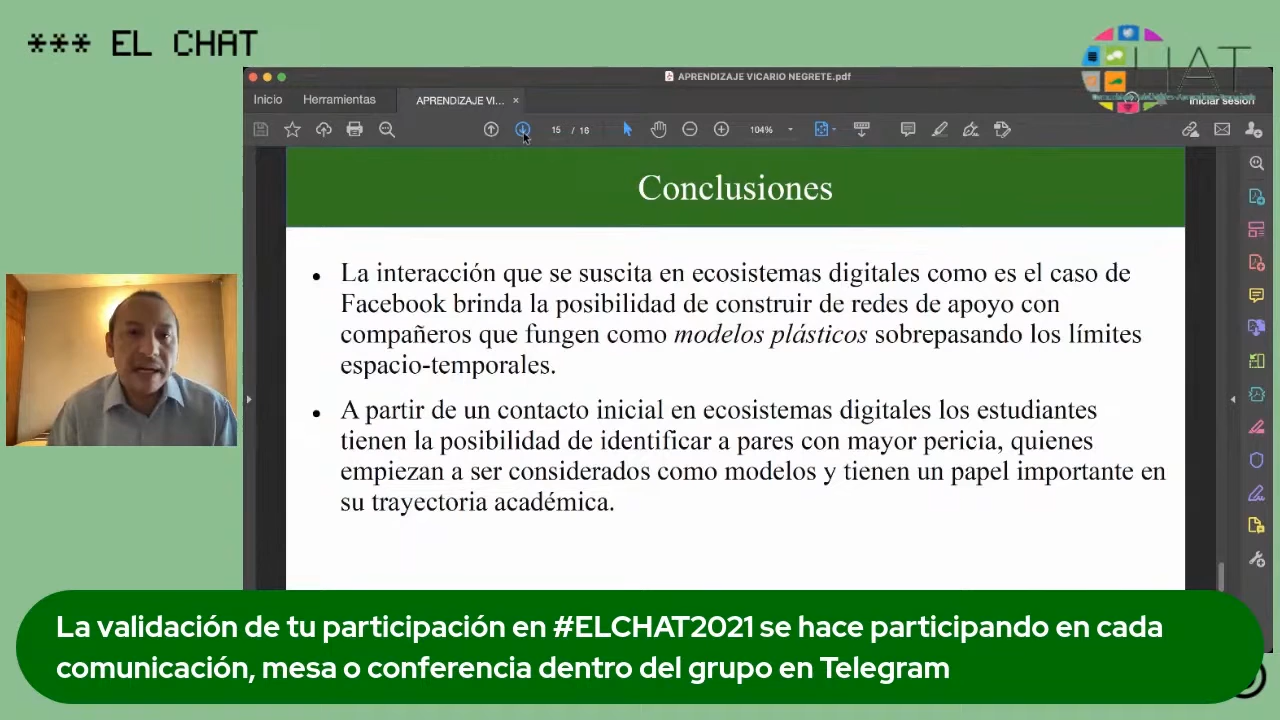 *** EL CHAT
APRENDIZAJE VICARIO NEGRETE.pdf
Inicio
Herramientas
APRENDIZAJE VI... ×
Iniciar sesión
15 / 16
104%
Conclusiones
• La interacción que se suscita en ecosistemas digitales como es el caso de
Facebook brinda la posibilidad de construir de redes de apoyo con
compañeros que fungen como modelos plásticos sobrepasando los límites
espacio-temporales.
• A partir de un contacto inicial en ecosistemas digitales los estudiantes
tienen la posibilidad de identificar a pares con mayor pericia, quienes
empiezan a ser considerados como modelos y tienen un papel importante en
su trayectoria académica.
La validación de tu participación en #ELCHAT2021 se hace participando en cada
comunicación, mesa o conferencia dentro del grupo en Telegram